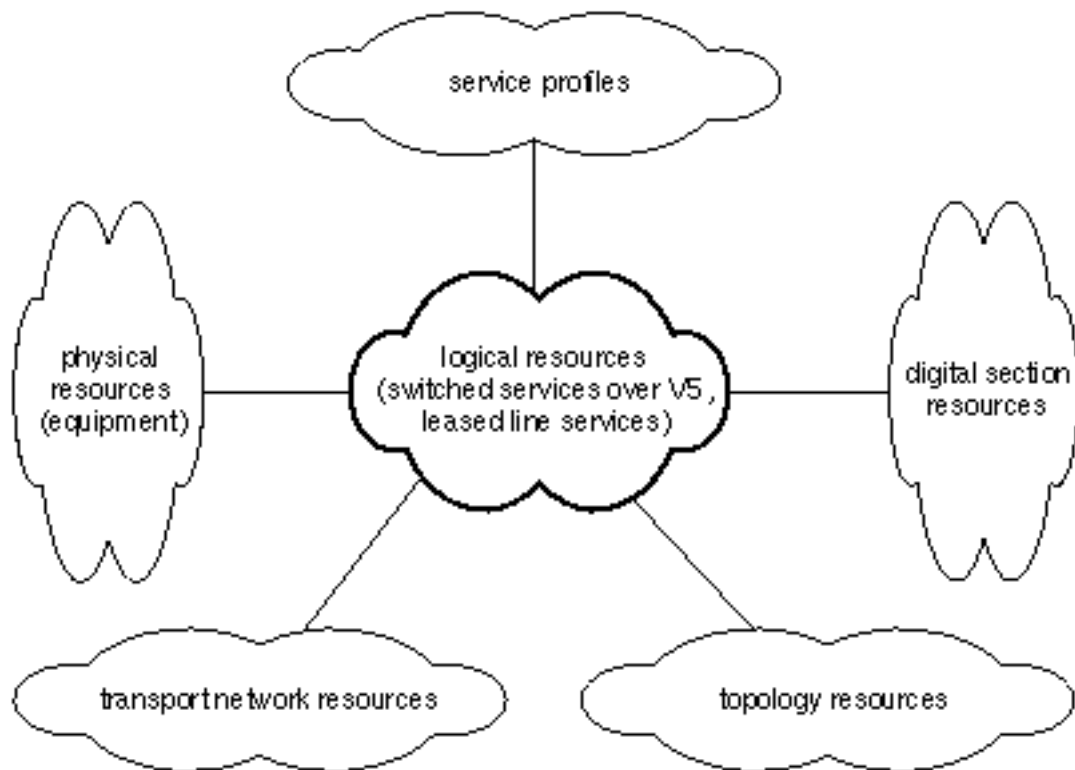 service profiles
physical
resources
(equipment)
logical resources
(switched services over V5,
leased line services)
digital section
resources
transport network resources
topology resources